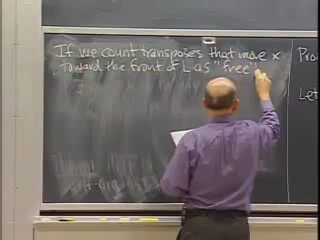 If we count transposes that move x
toward the front of L as "free"
Pro
Let